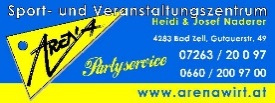 Sport- und Veranstaltungszentrum
Heidi & Josef Naderer
4283 Bad Zell, Gutauerstr. 49
ARENA
07263 / 20 0 97
Partyservice
0660 / 200 97 00
www.arenawirt.at